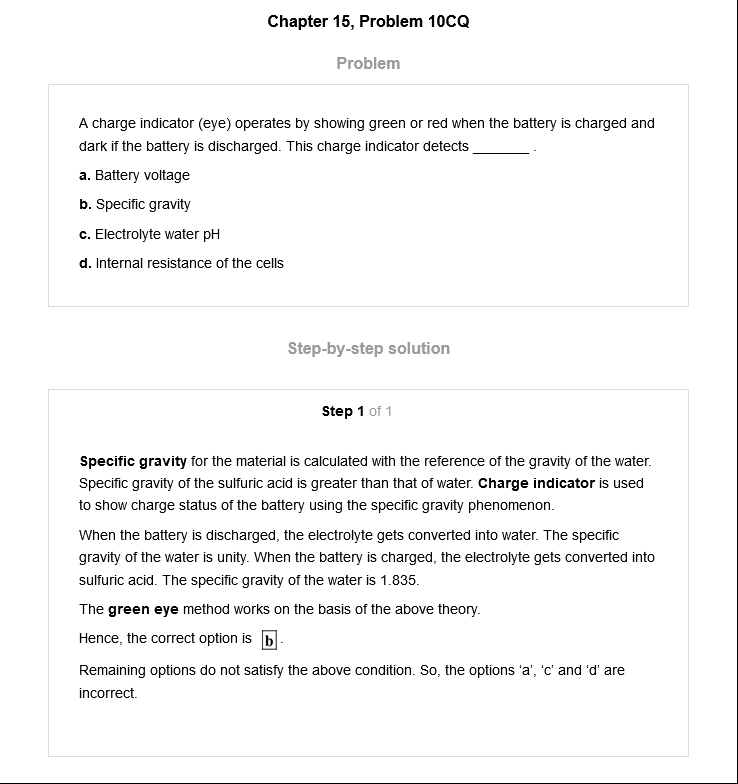 Chapter 15, Problem 10CQ
Problem
A charge indicator (eye) operates by showing green or red when the battery is charged and
dark if the battery is discharged. This charge indicator detects _______ .
a. Battery voltage
b. Specific gravity
c. Electrolyte water pH
d. Internal resistance of the cells
Step-by-step solution
Step 1 of 1
Specific gravity for the material is calculated with the reference of the gravity of the water.
Specific gravity of the sulfuric acid is greater than that of water. Charge indicator is used
to show charge status of the battery using the specific gravity phenomenon.
When the battery is discharged, the electrolyte gets converted into water. The specific
gravity of the water is unity. When the battery is charged, the electrolyte gets converted into
sulfuric acid. The specific gravity of the water is 1.835.
The green eye method works on the basis of the above theory.
Hence, the correct option is b .
Remaining options do not satisfy the above condition. So, the options ‘a’, ‘c’ and ‘d’ are
incorrect.